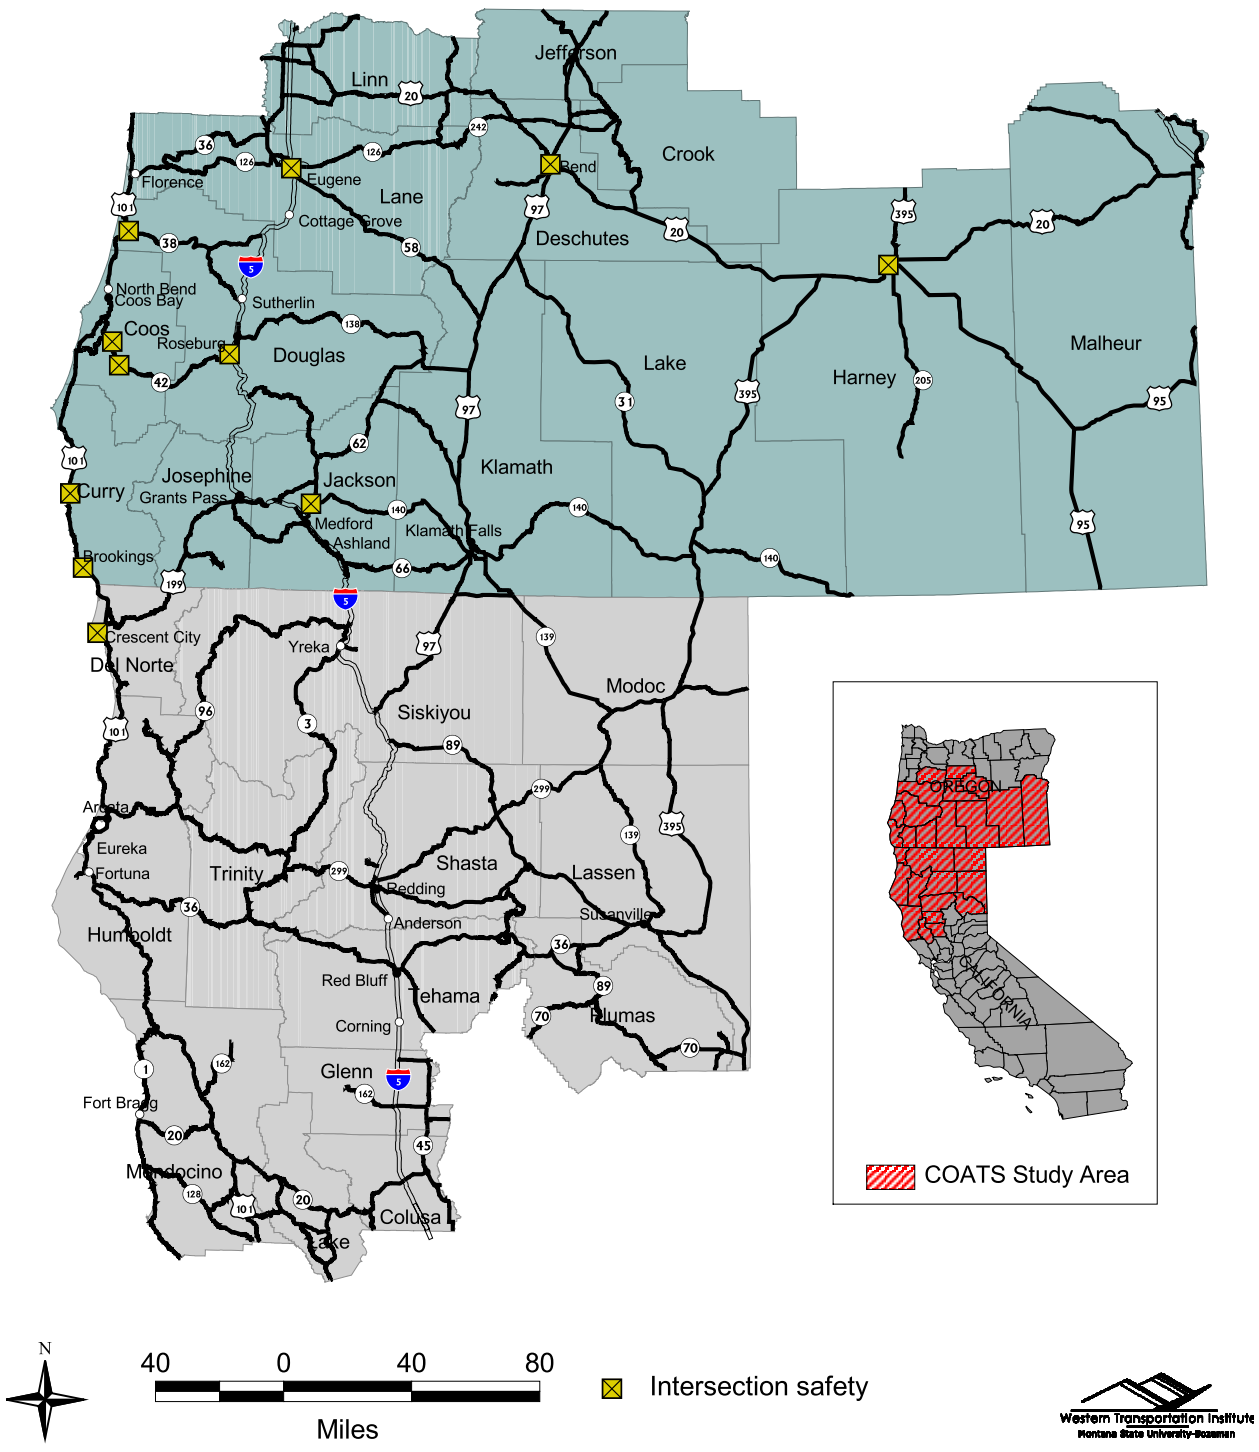 Jefferson
Linn
20
242
36
126
126
Crook
Bend
Florence
Eugene
Lane
101
97
395
20
Cottage Grove
20
38
58
Deschutes
5
North Bend
Coos Bay
Sutherlin
Coos
138
Roseburg
Douglas
Malheur
Lake
Harney
42
205
395
95
31
97
62
101
Klamath
Josephine
Jackson
Curry
Grants Pass
140
140
95
Medford
Klamath Falls
Ashland
Brookings
140
66
199
5
Crescent City
139
Yreka
97
Del Norte
Modoc
96
Siskiyou
3
101
89
299
Arcata
395
139
Eureka
Shasta
Fortuna
Trinity
299
Lassen
Redding
36
Susanville
Anderson
Humboldt
36
Red Bluff
89
Tehama
70
Plumas
Corning
70
162
1
Glenn
5
162
Fort Bragg
20
45
Mendocino
128
20
101
Colusa
Lake
OREGON
CALIFORNIA
COATS Study Area
N
40 0 40 80
Miles
Intersection safety
Western Transportation Institute
Montana State University-Bozeman